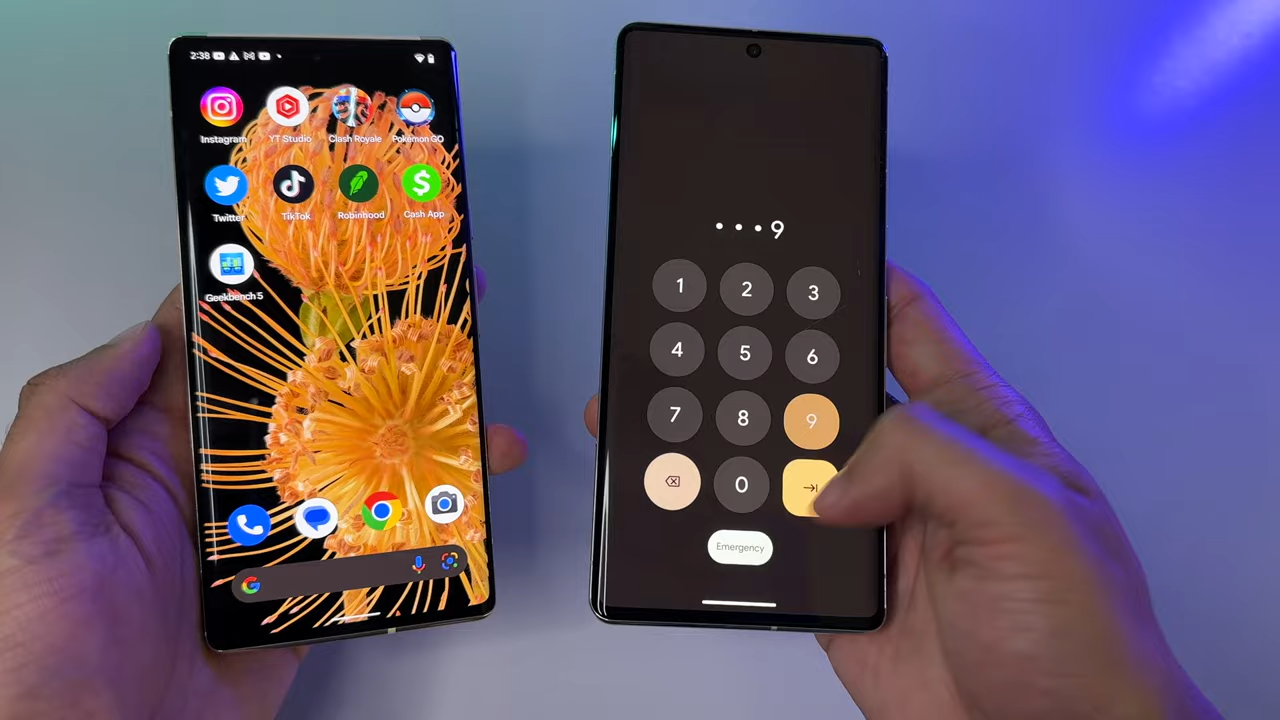 2:38
Instagram YT Studio Clash Royale Pokémon GO
Twitter TikTok Robinhood Cash App
Geekbench 5
• • • 9
1 2 3
4 5 6
7 8 9
0
Emergency